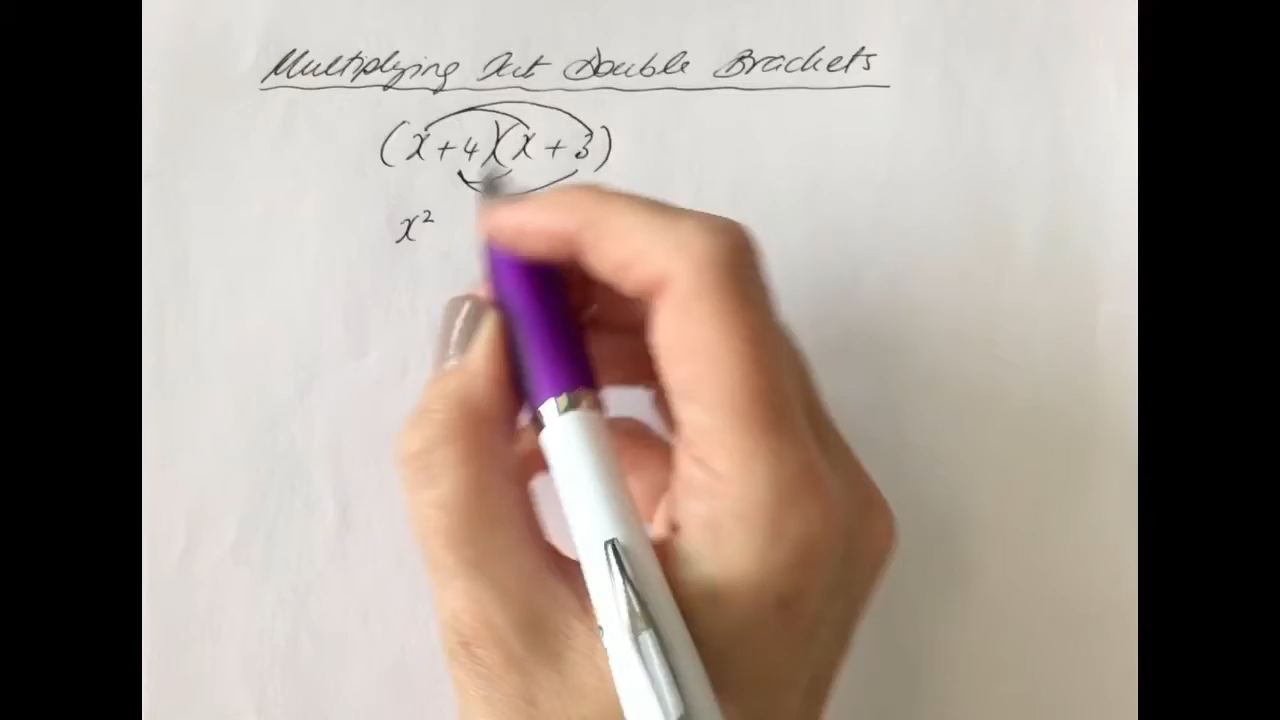 Multiplying Out Double Brackets
(x+4)(x+3)
x²